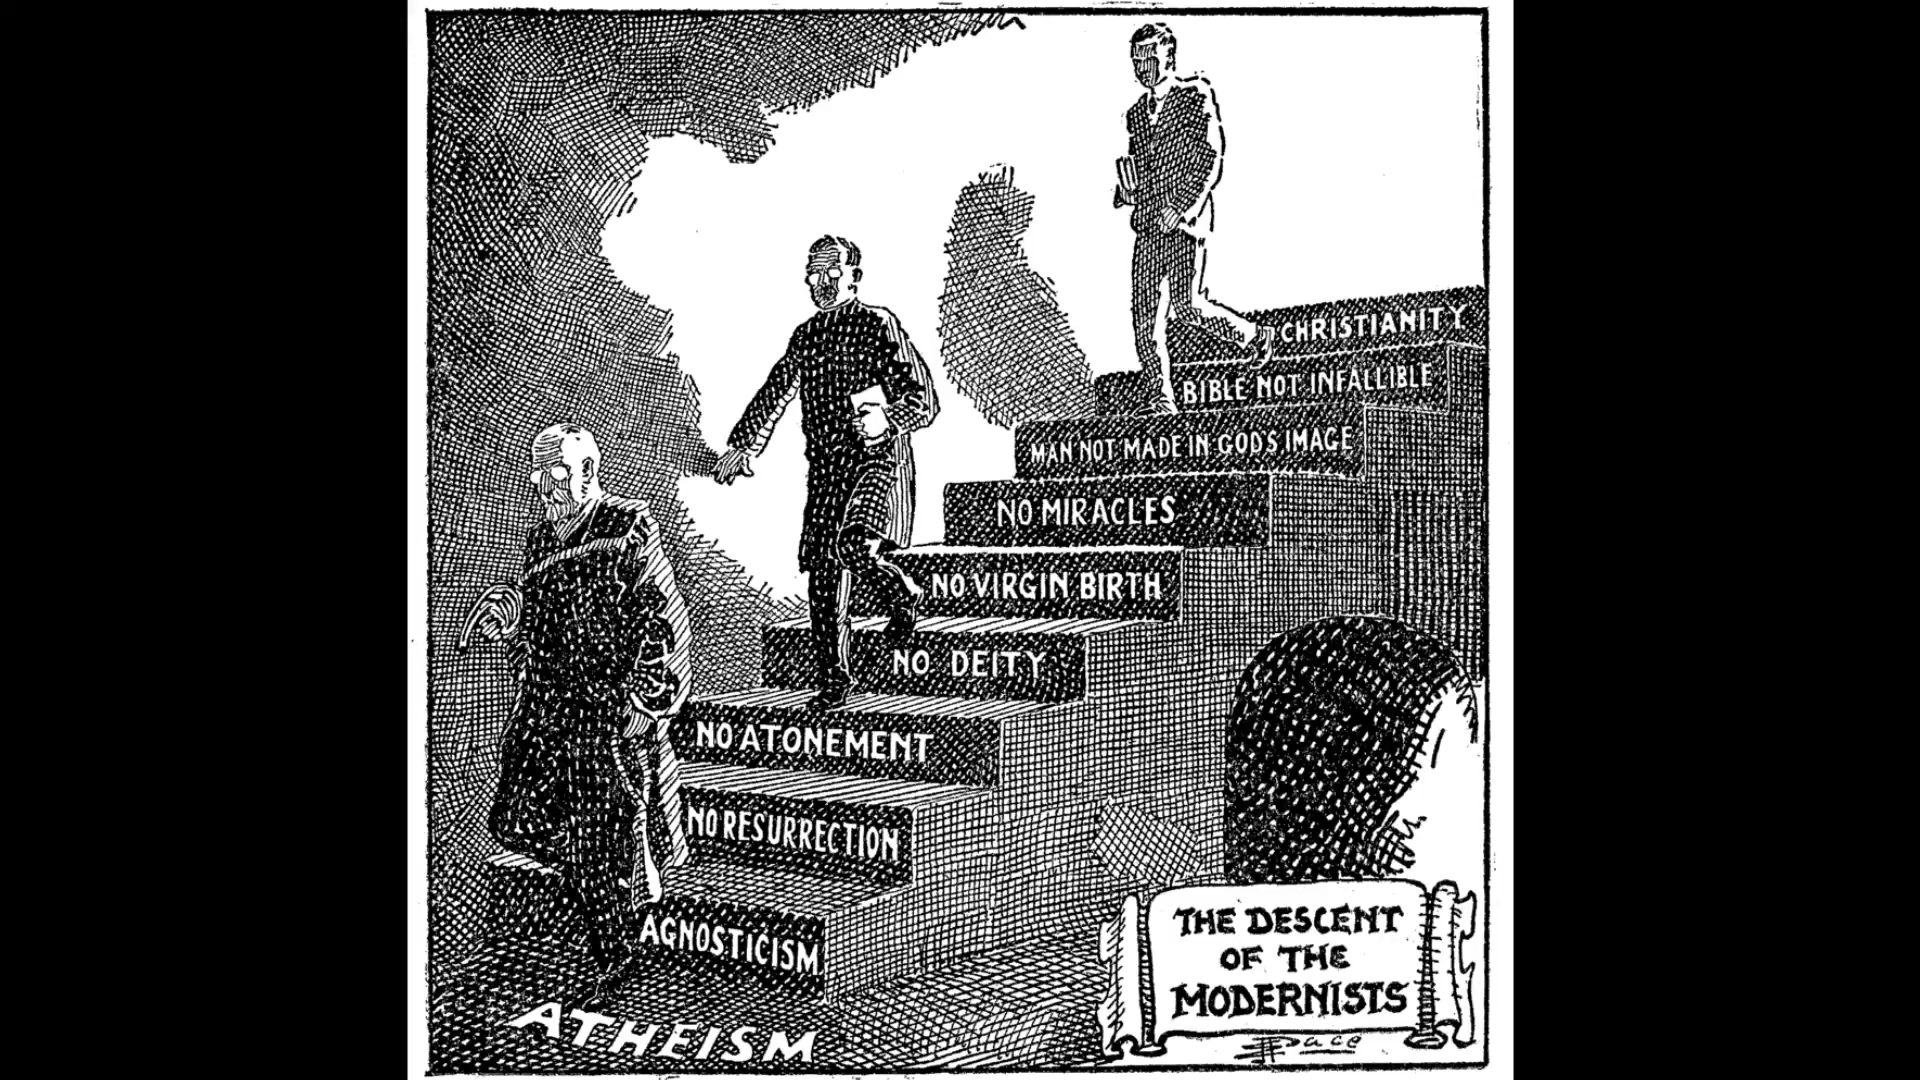 CHRISTIANITY
BIBLE NOT INFALLIBLE
MAN NOT MADE IN GOD'S IMAGE
NO MIRACLES
NO VIRGIN BIRTH
NO DEITY
NO ATONEMENT
NO RESURRECTION
AGNOSTICISM
ATHEISM
THE DESCENT
OF THE
MODERNISTS
EJ Pace